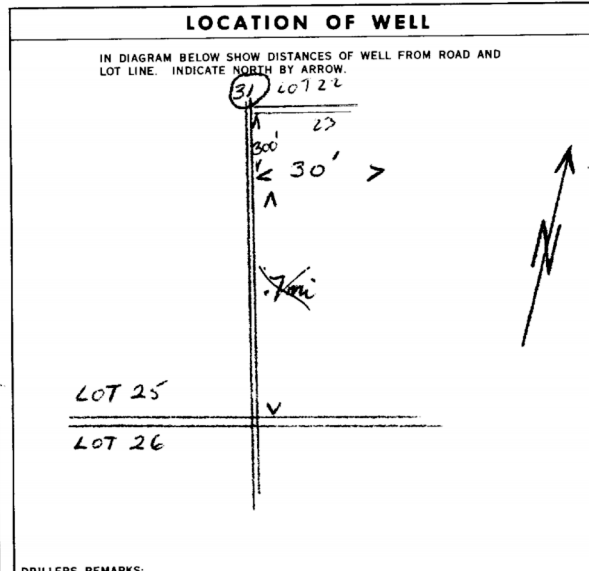 LOCATION OF WELL
IN DIAGRAM BELOW SHOW DISTANCES OF WELL FROM ROAD AND
LOT LINE. INDICATE NORTH BY ARROW.
31 LOT 22
23
300'
30'
.7mi
N
LOT 25
LOT 26
DRILLERS REMARKS: